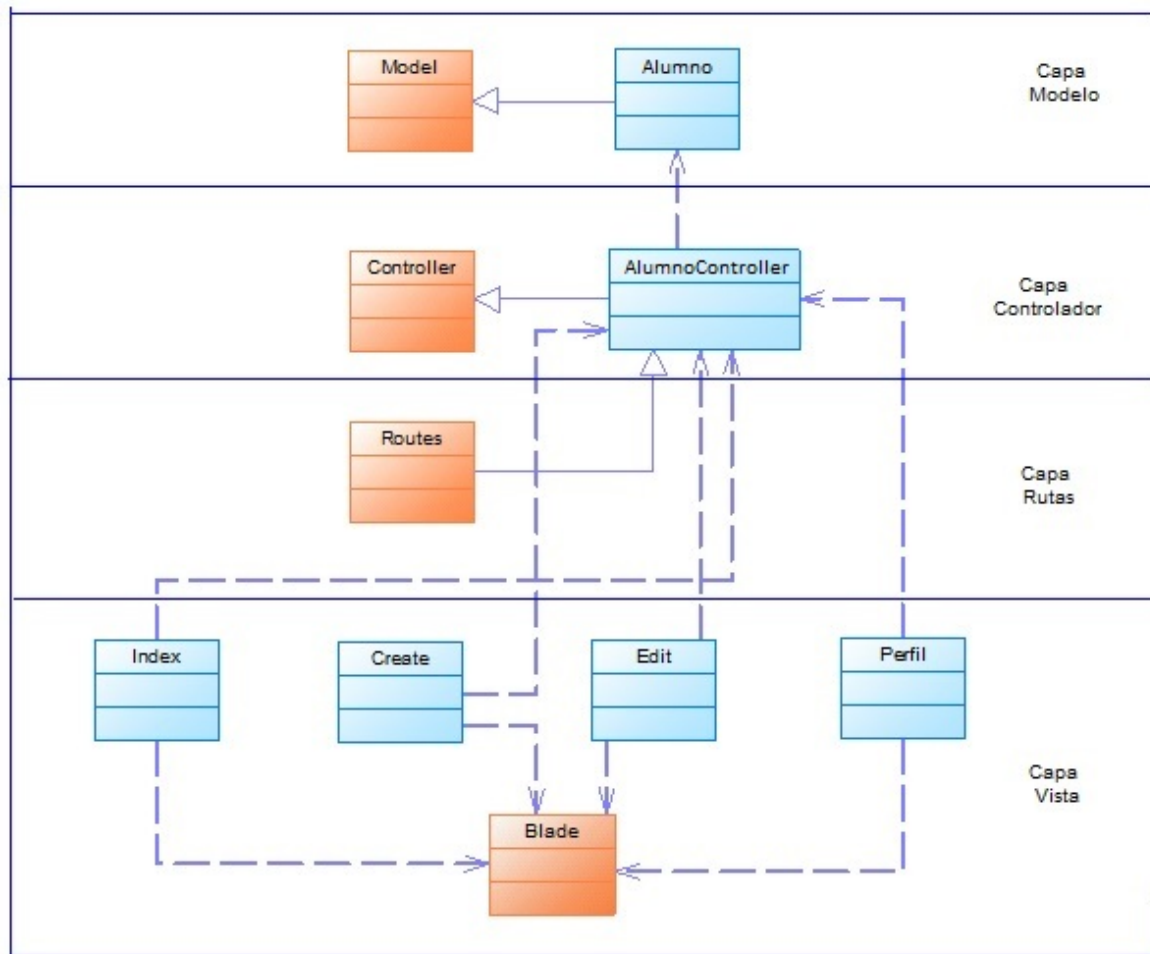 Model
Alumno
Capa
Modelo
Controller
AlumnoController
Capa
Controlador
Routes
Capa
Rutas
Index
Create
Edit
Perfil
Capa
Vista
Blade